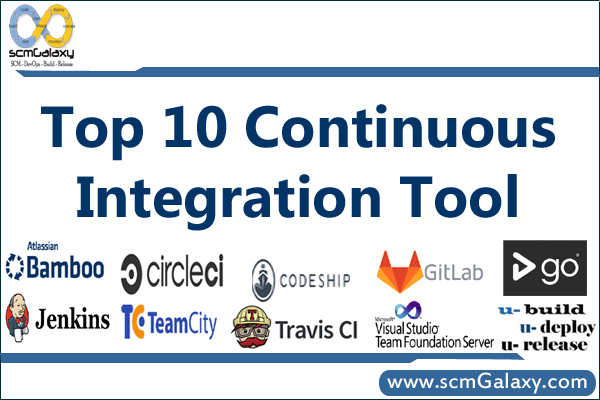 scmGalaxy
SCM - DevOps - Build - Release
Top 10 Continuous
Integration Tool
Atlassian
Bamboo
circleci
CODESHIP
GitLab
go
Jenkins
TeamCity
Travis CI
Microsoft
Visual Studio
Team Foundation Server
u-build
u-deploy
u-release
www.scmGalaxy.com